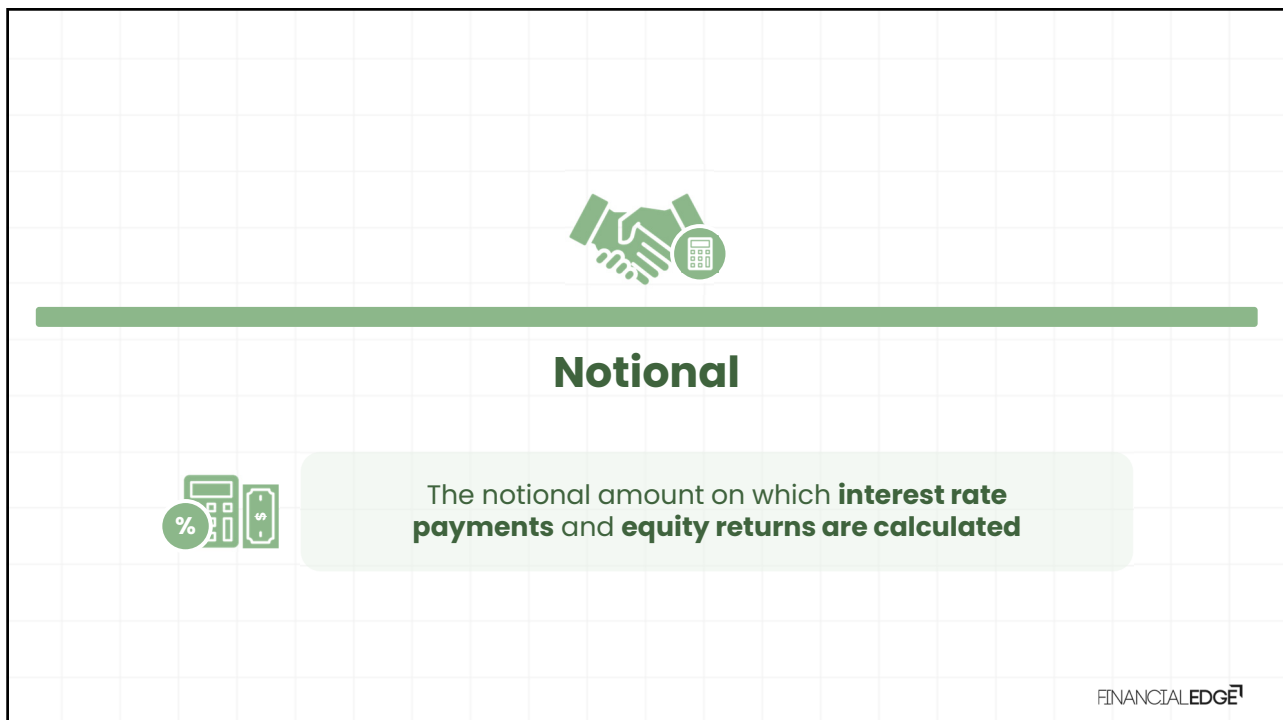 Notional
The notional amount on which interest rate
payments and equity returns are calculated
%
$
FINANCIALEDGE